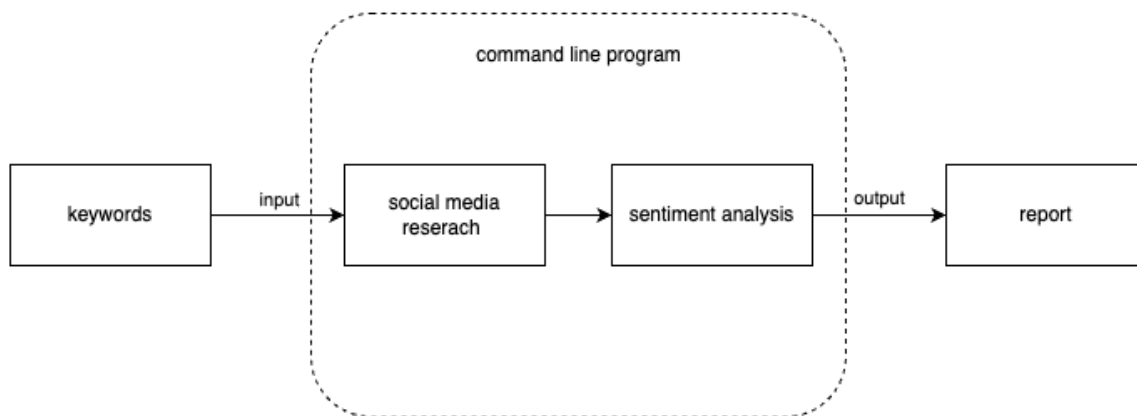 command line program
keywords
input
social media
reserach
sentiment analysis
output
report